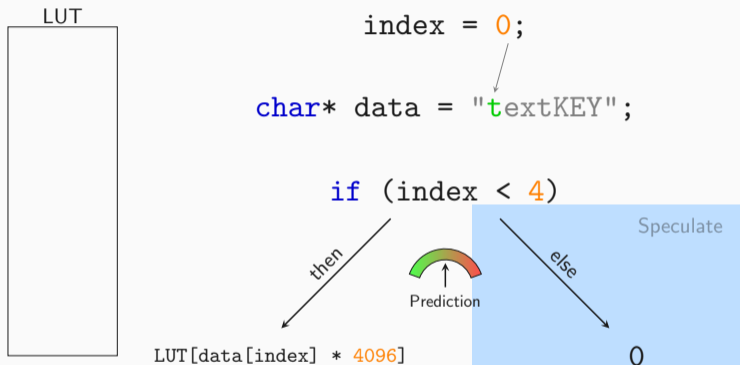 LUT
index = 0;
char* data = "textKEY";
if (index < 4)
Speculate
then
else
Prediction
LUT[data[index] * 4096]
0